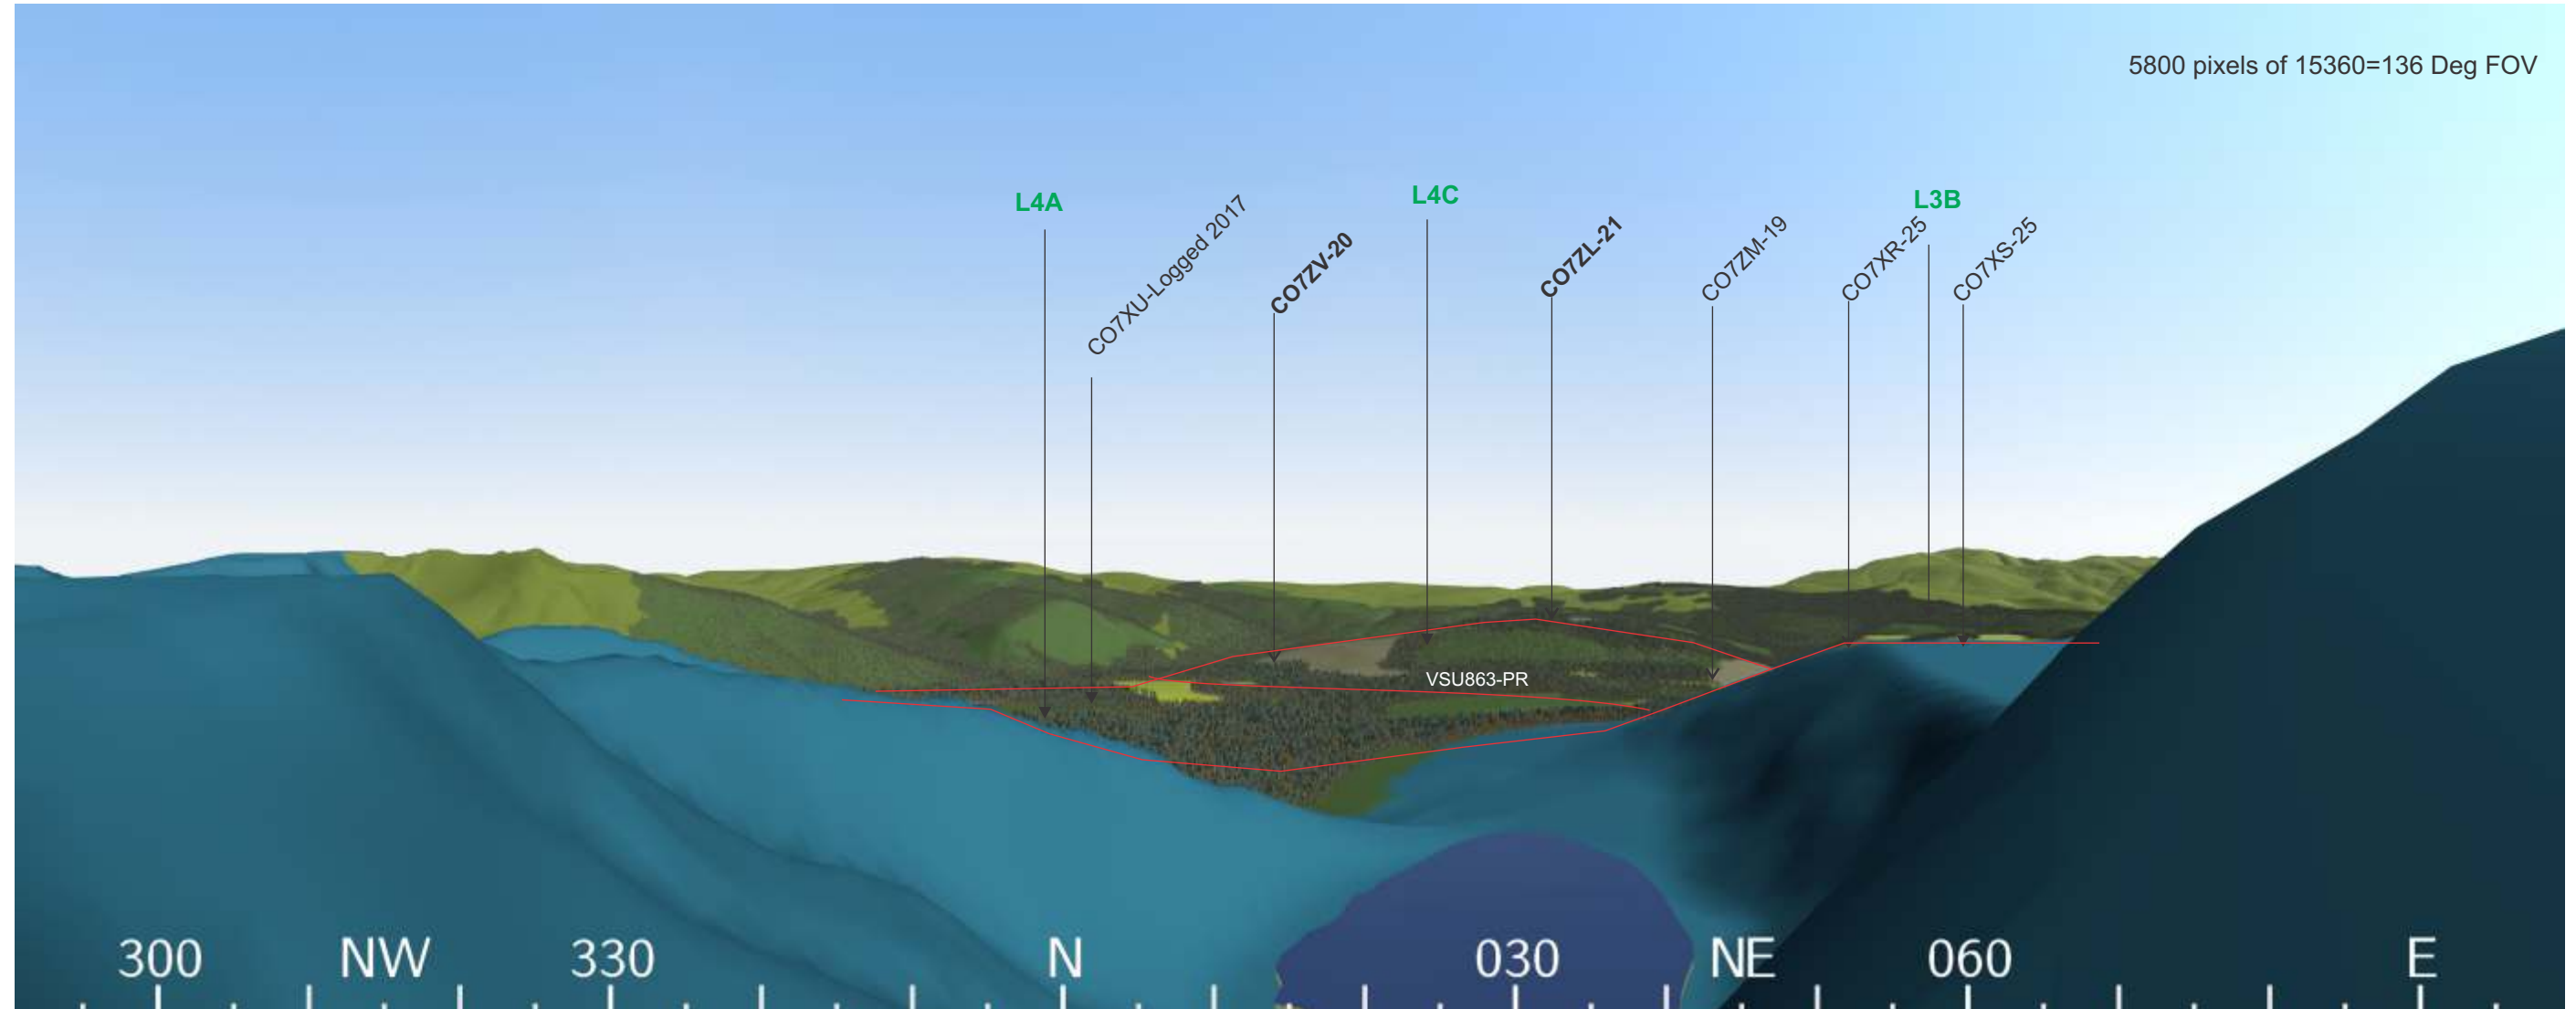 5800 pixels of 15360=136 Deg FOV
L4A
CO7XU-Logged 2017
CO7ZV-20
L4C
CO7ZL-21
CO7ZM-19
CO7XR-25
L3B
CO7XS-25
VSU863-PR
300 NW 330 N 030 NE 060 E